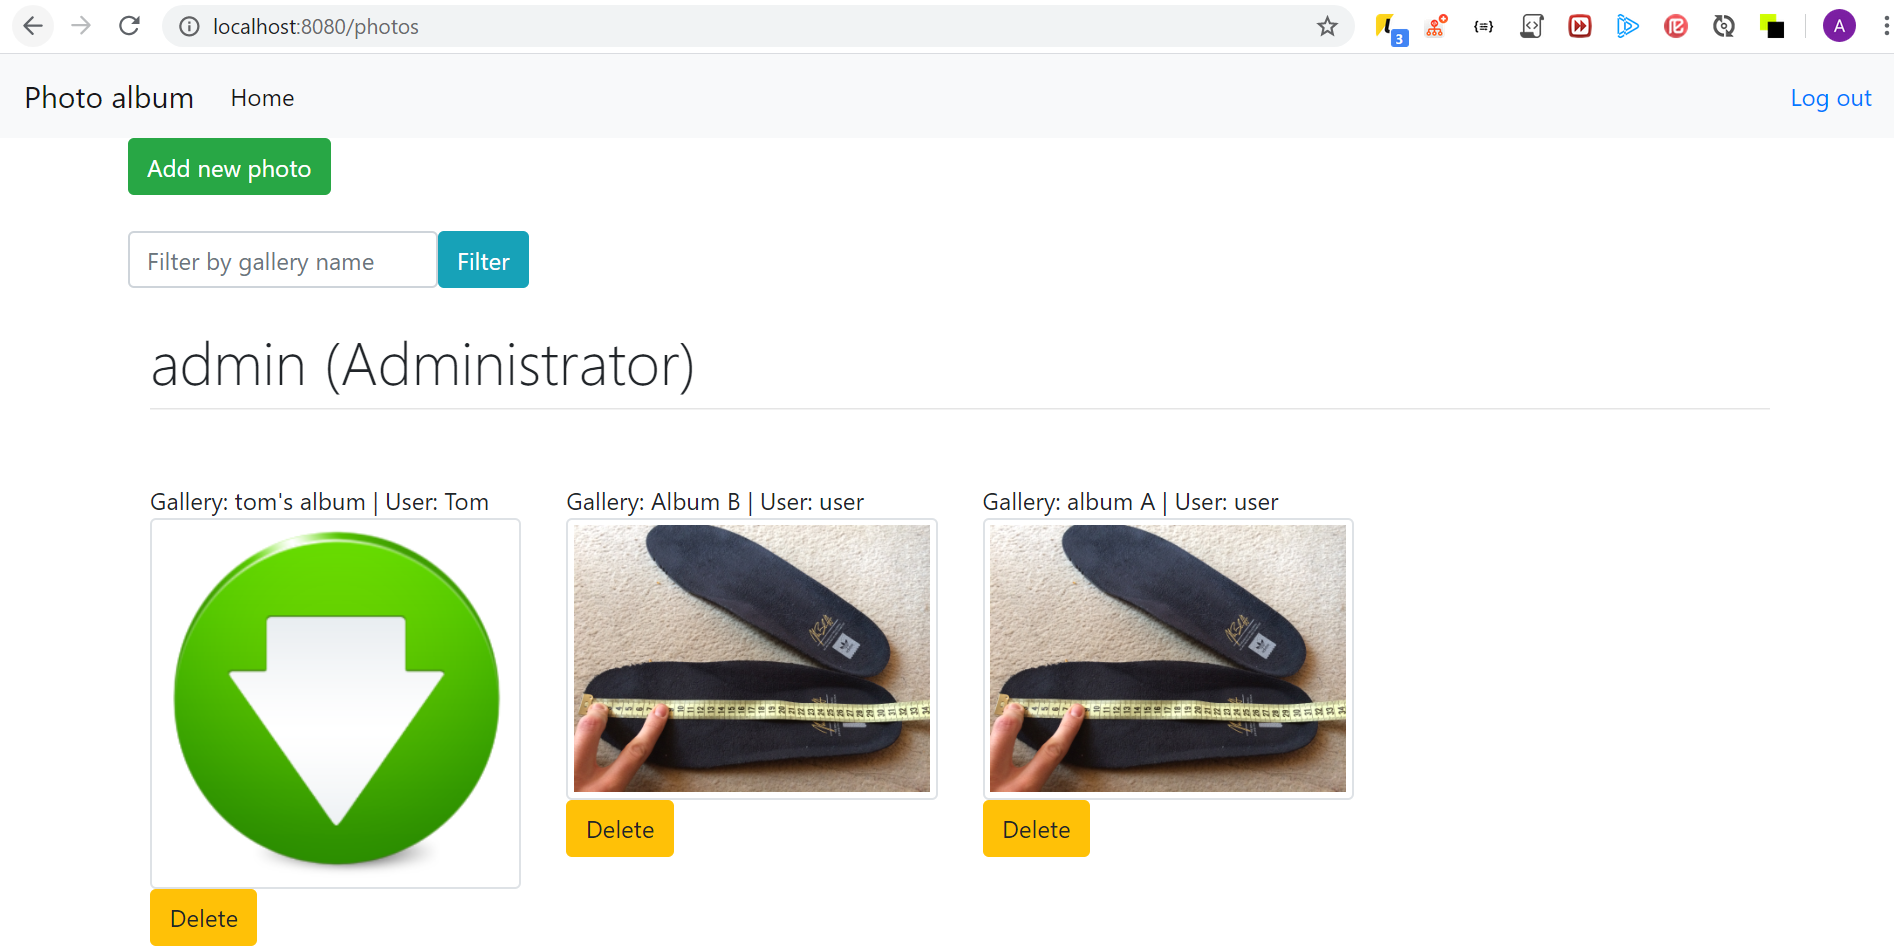 localhost:8080/photos
3
A
Photo album
Home
Log out
Add new photo
Filter by gallery name
Filter
admin (Administrator)
Gallery: tom's album | User: Tom
Gallery: Album B | User: user
Gallery: album A | User: user
Delete
Delete
Delete